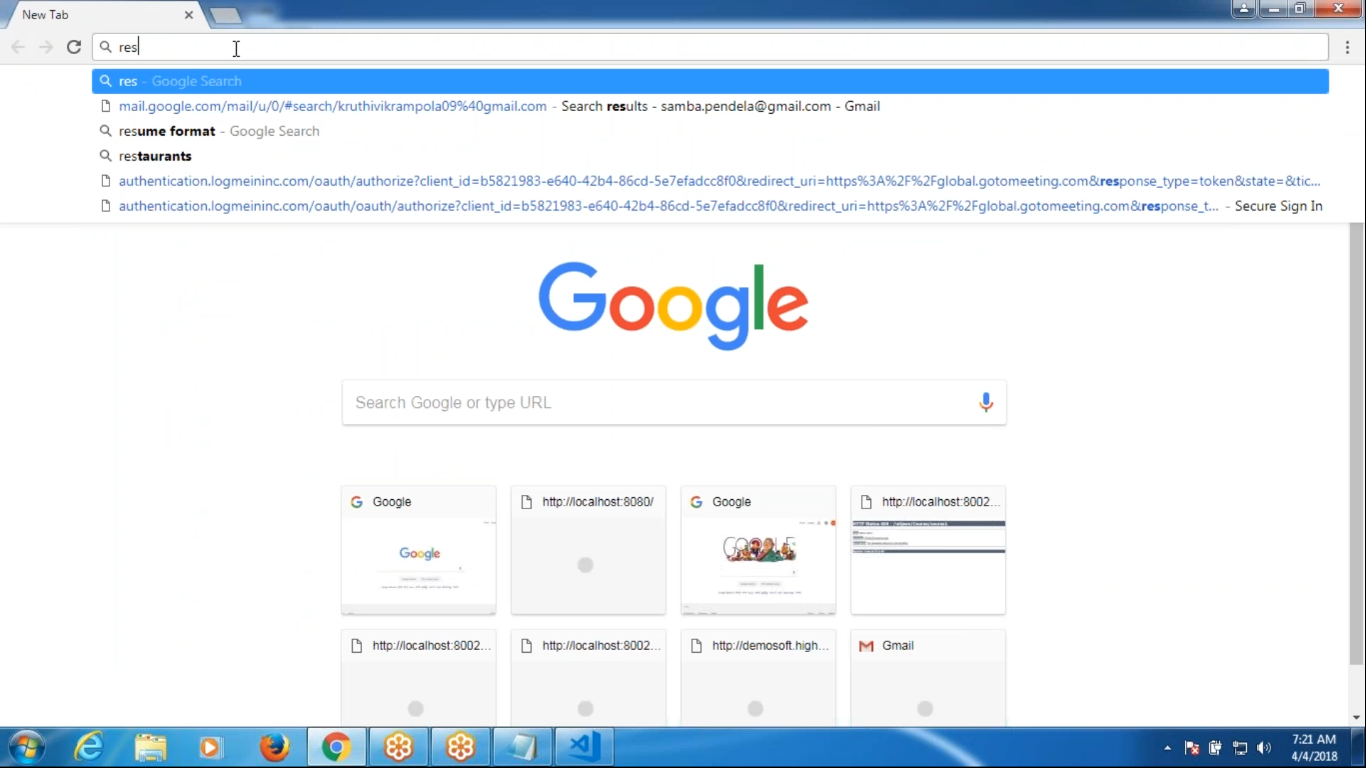 New Tab
res
res - Google Search
mail.google.com/mail/u/0/#search/kruthivikrampola09%40gmail.com - Search results - samba.pendela@gmail.com - Gmail
resume format - Google Search
restaurants
authentication.logmeininc.com/oauth/authorize?client_id=b5821983-e640-42b4-86cd-5e7efadcc8f0&redirect_uri=https%3A%2F%2Fglobal.gotomeeting.com&response_type=token&state=&tic...
authentication.logmeininc.com/oauth/oauth/authorize?client_id=b5821983-e640-42b4-86cd-5e7efadcc8f0&redirect_uri=https%3A%2F%2Fglobal.gotomeeting.com&response_t... - Secure Sign In
Google
Search Google or type URL
Google
http://localhost:8080/
Google
http://localhost:8002...
Google
GOOGLE
http://localhost:8002...
http://localhost:8002...
http://demosoft.high...
Gmail
7:21 AM
4/4/2018